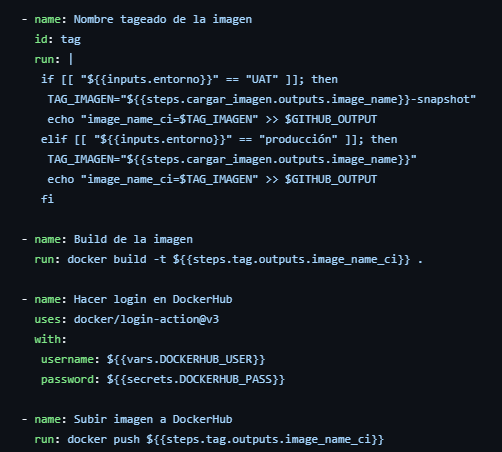 - name: Nombre tageado de la imagen
  id: tag
  run: |
   if [[ "${{inputs.entorno}}" == "UAT" ]]; then
    TAG_IMAGEN="${{steps.cargar_imagen.outputs.image_name}}-snapshot"
    echo "image_name_ci=$TAG_IMAGEN" >> $GITHUB_OUTPUT
   elif [[ "${{inputs.entorno}}" == "producción" ]]; then
    TAG_IMAGEN="${{steps.cargar_imagen.outputs.image_name}}"
    echo "image_name_ci=$TAG_IMAGEN" >> $GITHUB_OUTPUT
   fi

- name: Build de la imagen
  run: docker build -t ${{steps.tag.outputs.image_name_ci}} .

- name: Hacer login en DockerHub
  uses: docker/login-action@v3
  with:
   username: ${{vars.DOCKERHUB_USER}}
   password: ${{secrets.DOCKERHUB_PASS}}

- name: Subir imagen a DockerHub
  run: docker push ${{steps.tag.outputs.image_name_ci}}